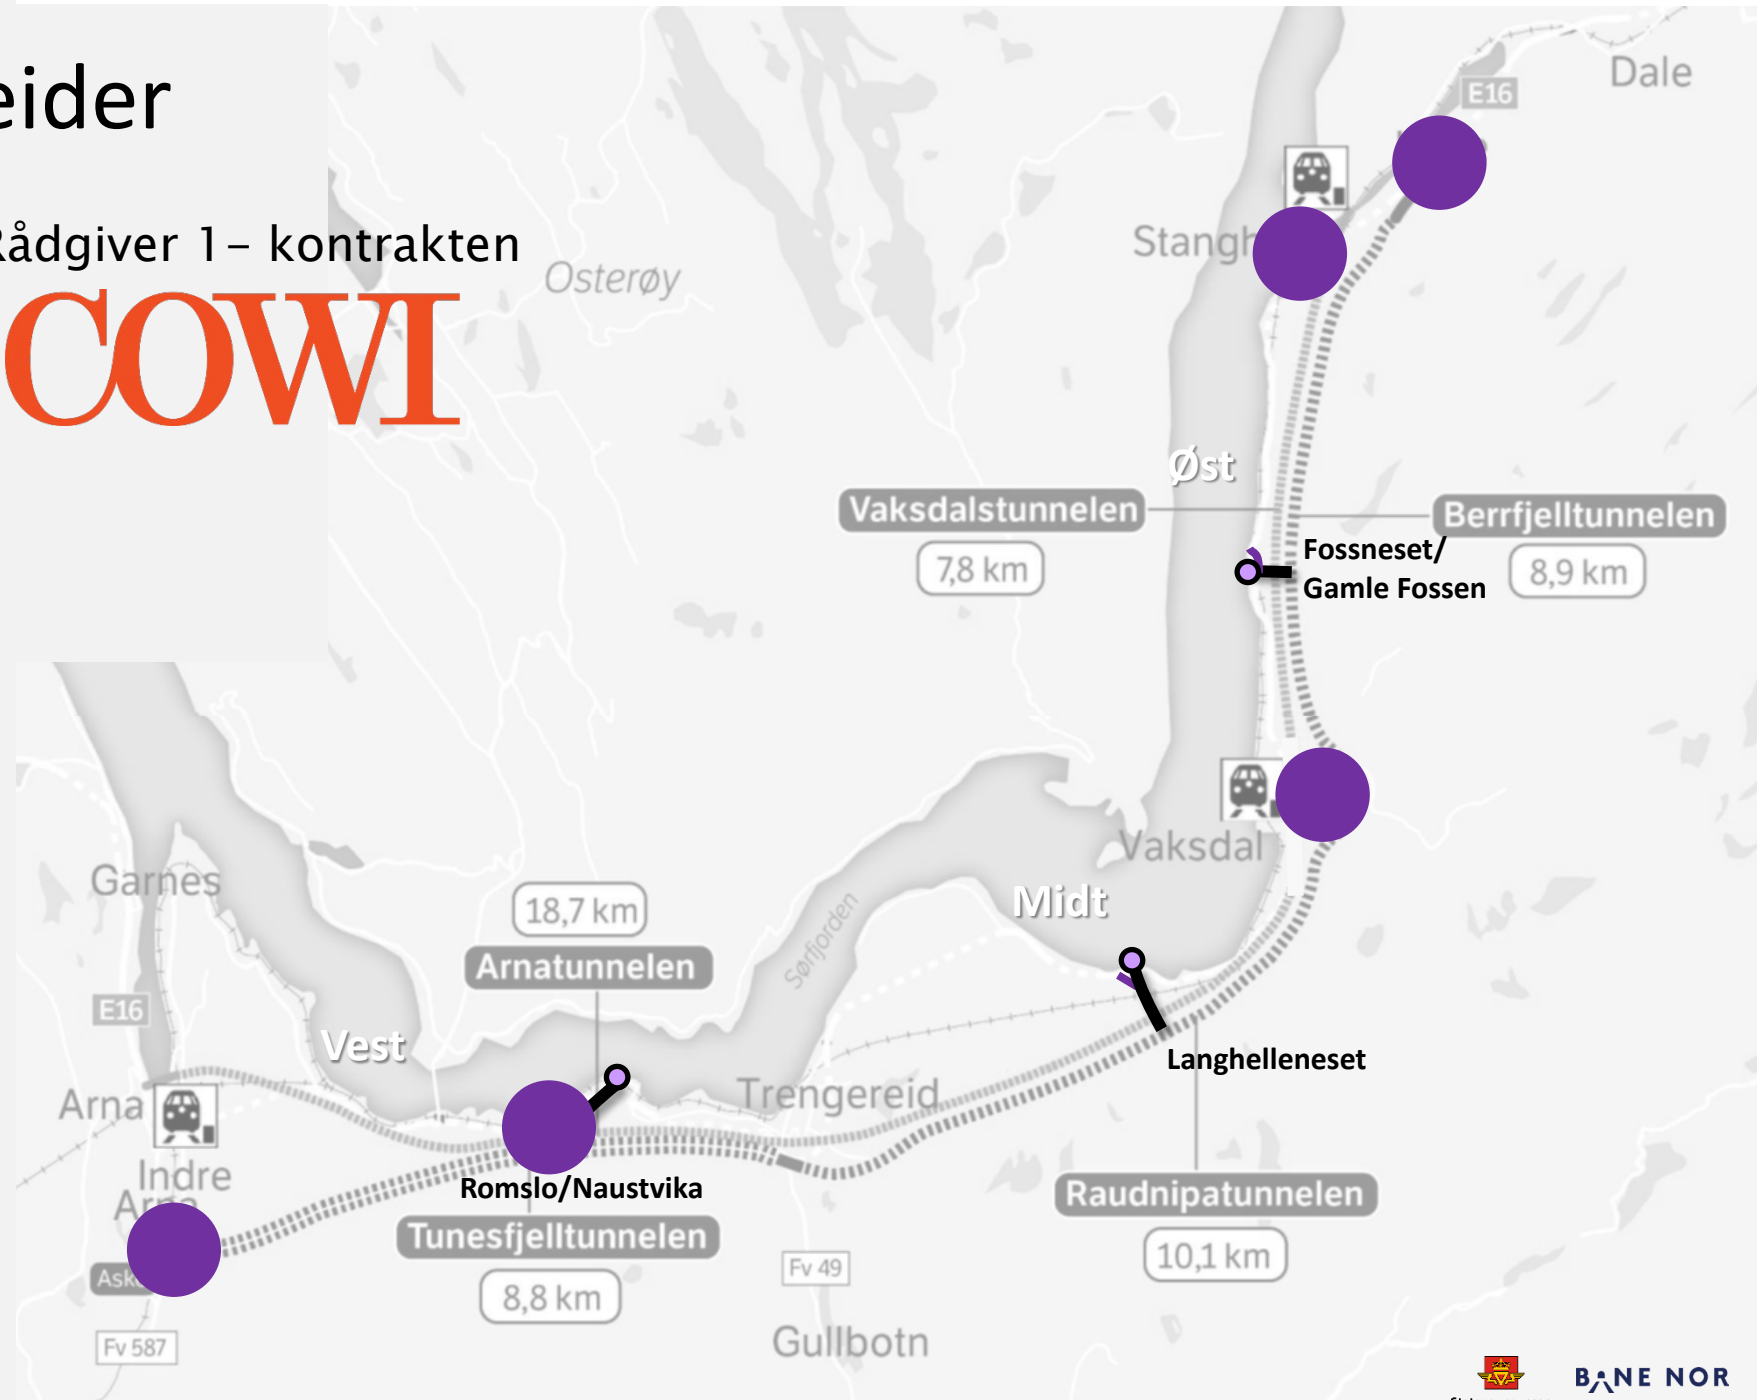 eider
Rådgiver 1– kontrakten
COWI
Dale
E16
Osterøy
Øst
Vaksdalstunnelen
7,8 km
Berrfjelltunnelen
8,9 km
Fossneset/
Gamle Fossen
Vaksdal
Midt
Garnes
18,7 km
Arnatunnelen
Sørfjorden
E16
Vest
Langhelleneset
Arna
Trengereid
Indre
Arna
Romslo/Naustvika
Tunesfjelltunnelen
8,8 km
Raudnipatunnelen
10,1 km
Fv 49
Fv 587
Gullbotn
BANE NOR